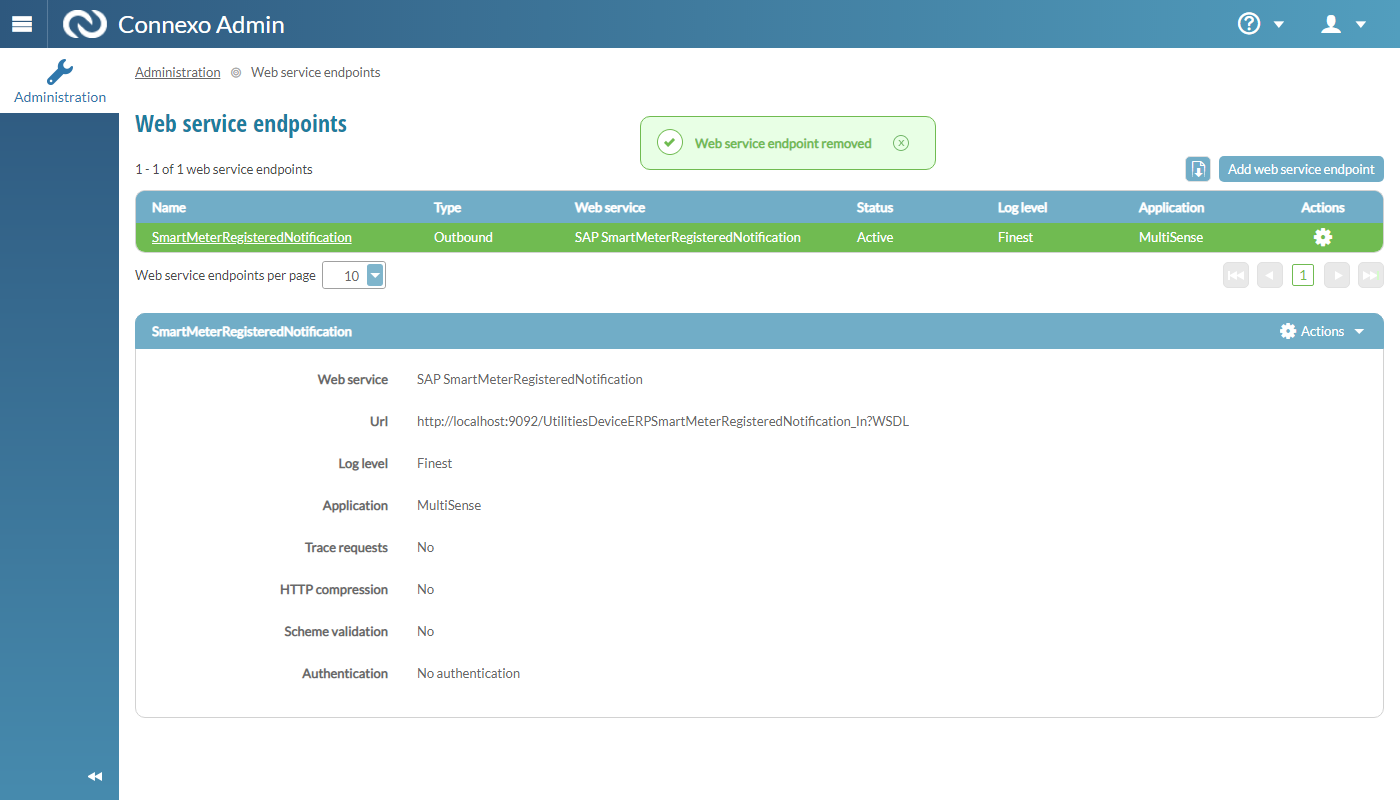 Connexo Admin
Administration
Administration Web service endpoints
Web service endpoints
Web service endpoint removed
1 - 1 of 1 web service endpoints
Add web service endpoint
Name Type Web service Status Log level Application Actions
SmartMeterRegisteredNotification Outbound SAP SmartMeterRegisteredNotification Active Finest MultiSense
Web service endpoints per page 10
1
SmartMeterRegisteredNotification Actions
Web service SAP SmartMeterRegisteredNotification
Url http://localhost:9092/UtilitiesDeviceERPSmartMeterRegisteredNotification_In?WSDL
Log level Finest
Application MultiSense
Trace requests No
HTTP compression No
Scheme validation No
Authentication No authentication